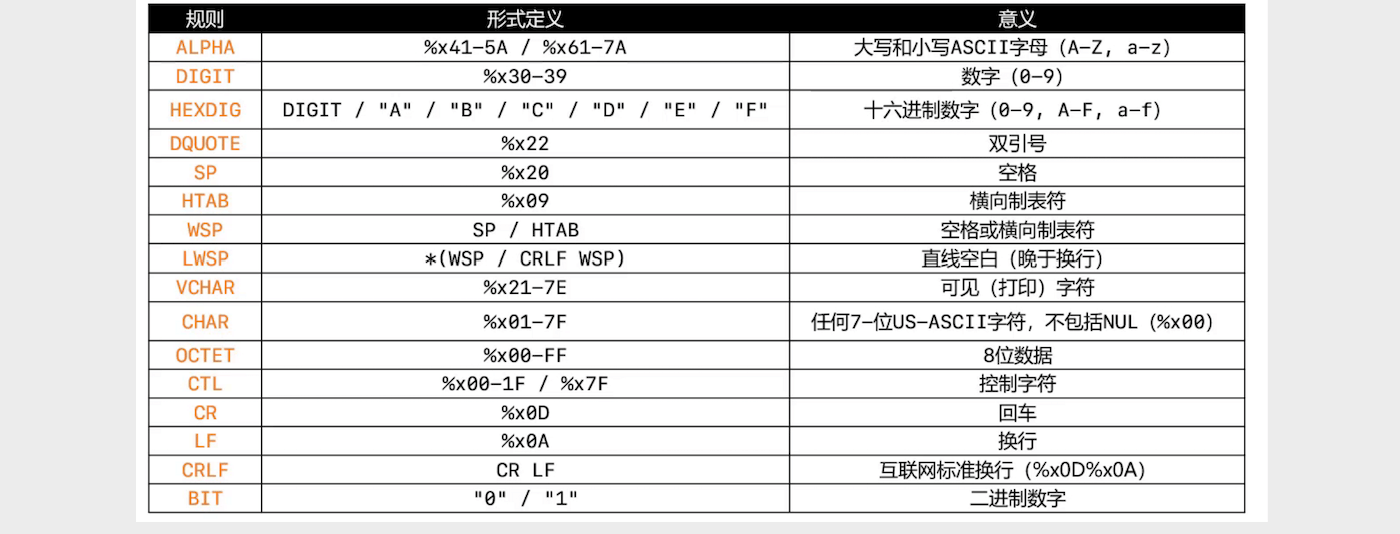 规则 形式定义 意义
ALPHA %x41-5A / %x61-7A 大写和小写ASCII字母（A-Z, a-z）
DIGIT %x30-39 数字（0-9）
HEXDIG DIGIT / "A" / "B" / "C" / "D" / "E" / "F" 十六进制数字（0-9, A-F, a-f）
DQUOTE %x22 双引号
SP %x20 空格
HTAB %x09 横向制表符
WSP SP / HTAB 空格或横向制表符
LWSP *(WSP / CRLF WSP) 直线空白（晚于换行）
VCHAR %x21-7E 可见（打印）字符
CHAR %x01-7F 任何7-位US-ASCII字符，不包括NUL（%x00）
OCTET %x00-FF 8位数据
CTL %x00-1F / %x7F 控制字符
CR %x0D 回车
LF %x0A 换行
CRLF CR LF 互联网标准换行（%x0D%x0A）
BIT "0" / "1" 二进制数字